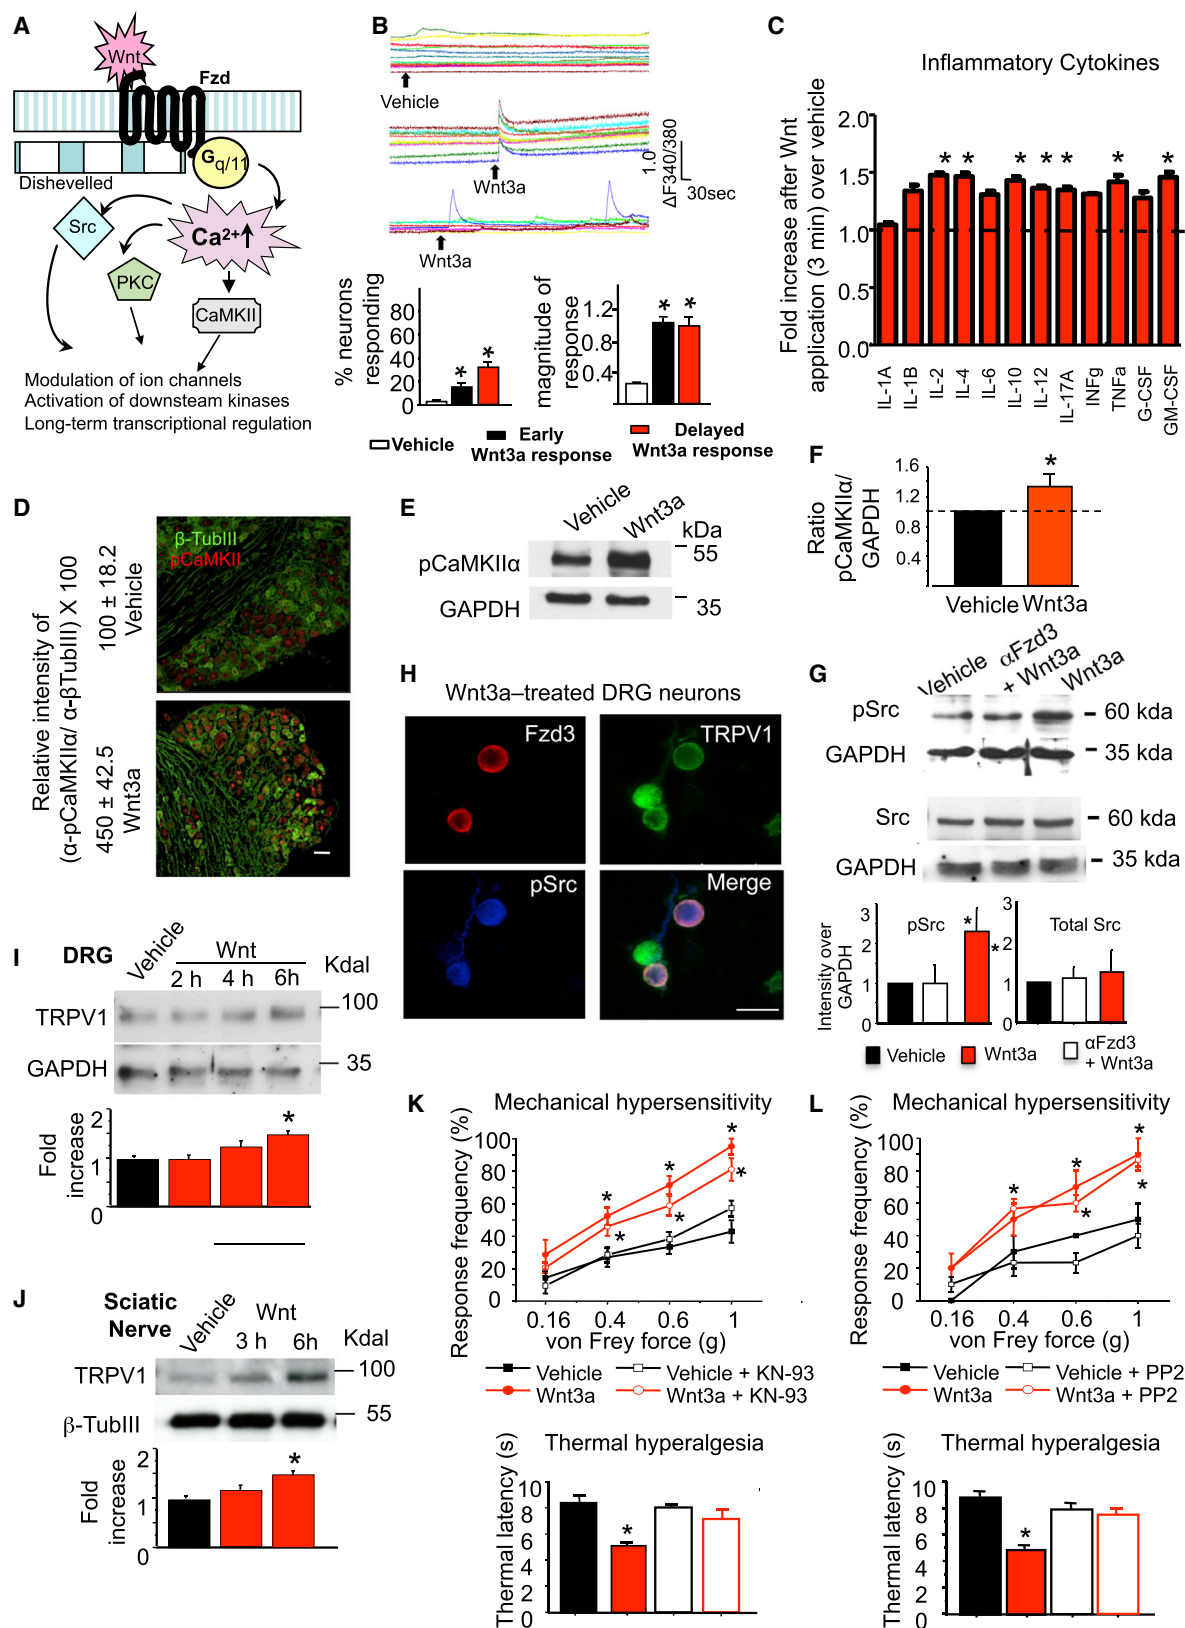 A
Wnt
Fzd
Gq/11
Dishevelled
Src
Ca2+
PKC
CaMKII
Modulation of ion channels
Activation of downsteam kinases
Long-term transcriptional regulation
B
Vehicle
Wnt3a
Wnt3a
1.0
ΔF340/380
30sec
% neurons
responding
80
60
40
20
0
magnitude of
response
1.2
0.4
Vehicle
Early
Wnt3a response
Delayed
Wnt3a response
C
Inflammatory Cytokines
Fold increase after Wnt
application (3 min) over vehicle
2.0
1.5
1.0
0.5
0.0
* * * * * * *
IL-1A
IL-1B
IL-2
IL-4
IL-6
IL-10
IL-12
IL-17A
INFg
TNFa
G-CSF
GM-CSF
D
Relative intensity of
(α-pCaMKIIα/ α-βTubIII) X 100
100 ± 18.2
Vehicle
450 ± 42.5
Wnt3a
β-TubIII
pCaMKII
E
Vehicle
Wnt3a
kDa
pCaMKIIα
55
GAPDH
35
F
Ratio
pCaMKIIα/
GAPDH
1.6
1.2
0.8
0.4
*
Vehicle
Wnt3a
G
Vehicle
αFzd3
+ Wnt3a
Wnt3a
pSrc
60 kda
GAPDH
35 kda
Src
60 kda
GAPDH
35 kda
Intensity over
GAPDH
pSrc
3
2
1
0
*
*
Total Src
3
2
1
0
Vehicle
Wnt3a
αFzd3
+ Wnt3a
H
Wnt3a–treated DRG neurons
Fzd3
TRPV1
pSrc
Merge
I
DRG
Vehicle
Wnt
2 h
4 h
6h
Kdal
TRPV1
100
GAPDH
35
Fold
increase
2
1
0
*
J
Sciatic
Nerve
Vehicle
Wnt
3 h
6h
Kdal
TRPV1
100
β-TubIII
55
Fold
increase
2
1
0
*
K
Mechanical hypersensitivity
Response frequency (%)
100
80
60
40
20
0
0.16
0.4
0.6
1
von Frey force (g)
Vehicle
Vehicle + KN-93
Wnt3a
Wnt3a + KN-93
Thermal hyperalgesia
Thermal latency (s)
10
8
6
4
2
0
*
L
Mechanical hypersensitivity
Response frequency (%)
100
80
60
40
20
0
0.16
0.4
0.6
1
von Frey force (g)
Vehicle
Vehicle + PP2
Wnt3a
Wnt3a + PP2
Thermal hyperalgesia
Thermal latency (s)
10
8
6
4
2
0
*